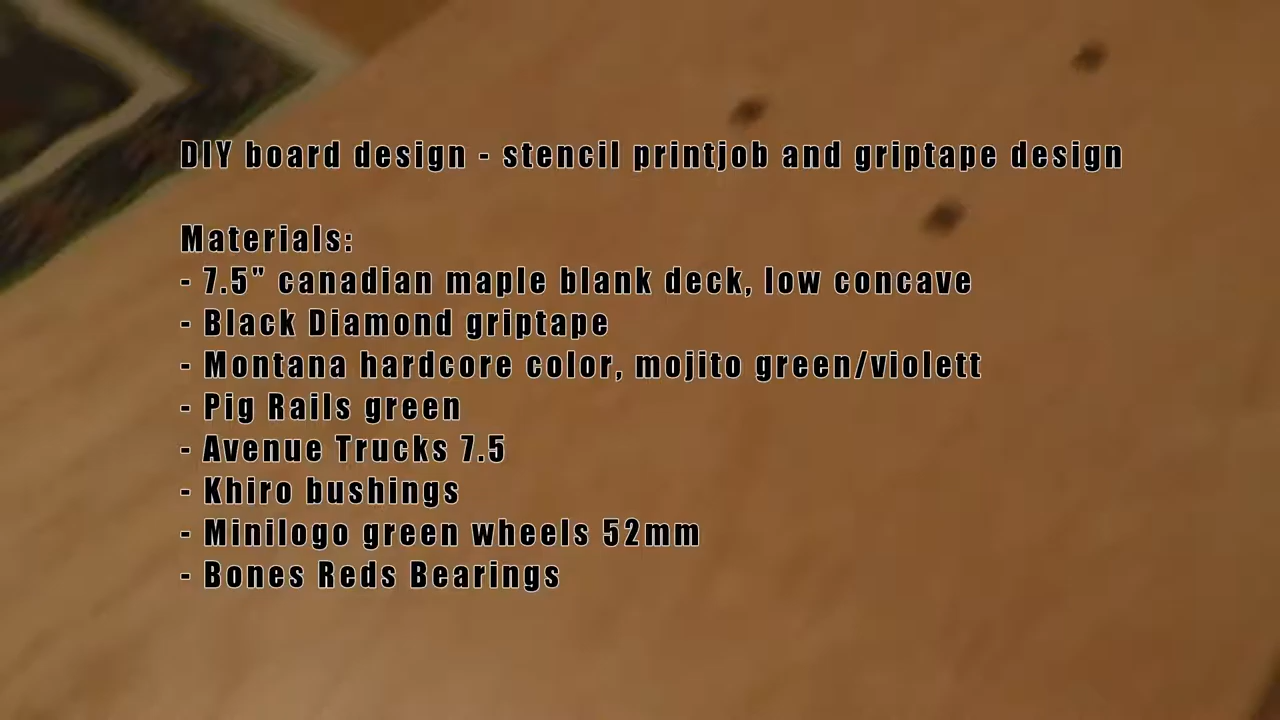 DIY board design - stencil printjob and griptape design
Materials:
- 7.5" canadian maple blank deck, low concave
- Black Diamond griptape
- Montana hardcore color, mojito green/violett
- Pig Rails green
- Avenue Trucks 7.5
- Khiro bushings
- Minilogo green wheels 52mm
- Bones Reds Bearings